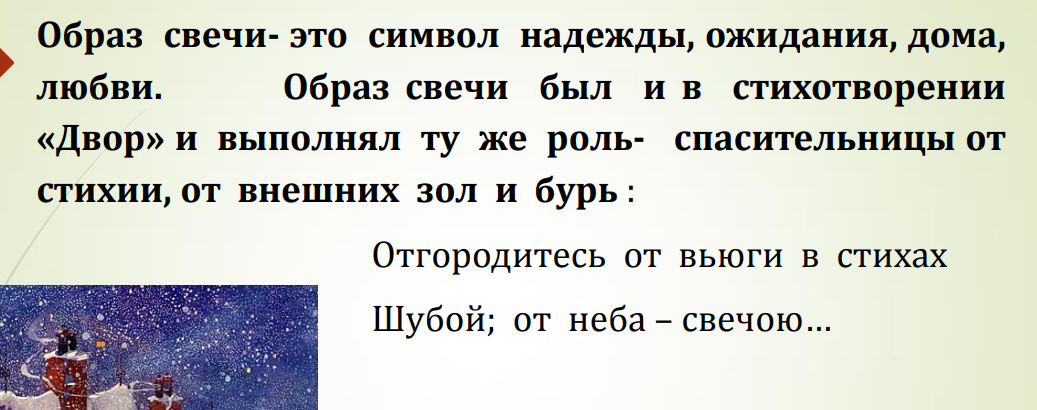 Образ свечи- это символ надежды, ожидания, дома,
любви. Образ свечи был и в стихотворении
«Двор» и выполнял ту же роль- спасительницы от
стихии, от внешних зол и бурь :
Отгородитесь от вьюги в стихах
Шубой; от неба – свечою…